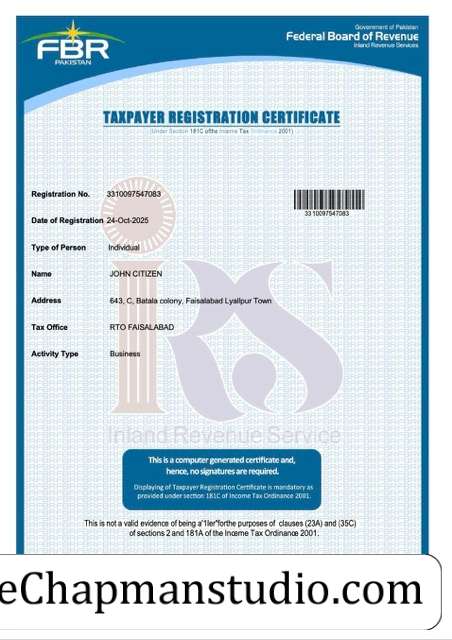 FBR
PAKISTAN
Government of Pakistan
Federal Board of Revenue
Inland Revenue Services
TAXPAYER REGISTRATION CERTIFICATE
(Under Section 181C ofthe Income Tax Ordinance 2001)
Registration No. 3310097547083
33 10097547083
Date of Registration 24-Oct-2025
Type of Person Individual
Name JOHN CITIZEN
Address 643, C, Batala colony, Faisalabad Lyallpur Town
Tax Office RTO FAISALABAD
Activity Type Business
IRS
Inland Revenue Service
This is a computer generated certificate and,
hence, no signatures are required.
Displaying of Taxpayer Registration Certificate is mandatory as
provided under section 181C of Income Tax Ordinance 2001.
This is not a valid evidence of being a"1ler"forthe purposes of clauses (23A) and (35C)
of sections 2 and 181A of the Income Tax Ordinance 2001.
eChapmanstudio.com